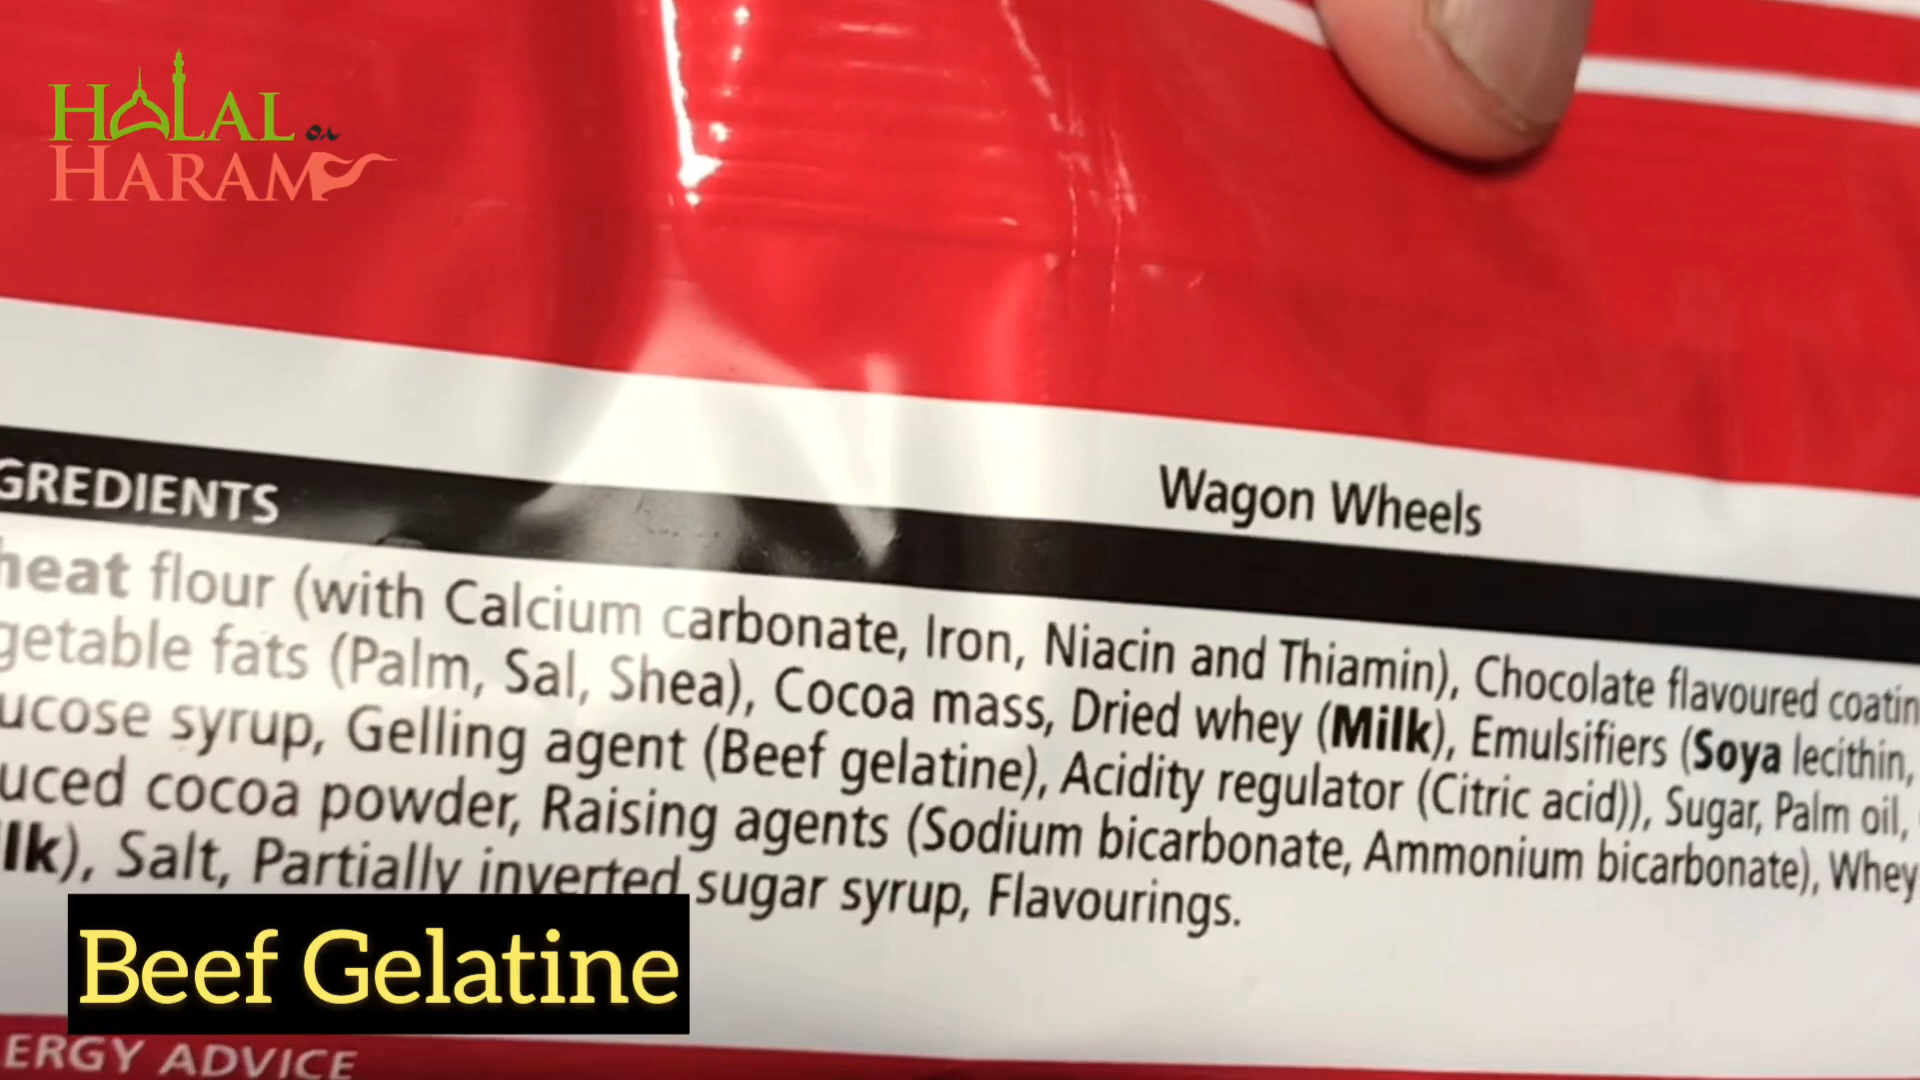 HALAL OR
HARAM
Wagon Wheels
GREDIENTS
heat flour (with Calcium carbonate, Iron, Niacin and Thiamin), Chocolate flavoured coatin
getable fats (Palm, Sal, Shea), Cocoa mass, Dried whey (Milk), Emulsifiers (Soya lecithin,
ucose syrup, Gelling agent (Beef gelatine), Acidity regulator (Citric acid)), Sugar, Palm oil,
uced cocoa powder, Raising agents (Sodium bicarbonate, Ammonium bicarbonate), Whey
lk), Salt, Partially inverted sugar syrup, Flavourings.
Beef Gelatine
ERGY ADVICE